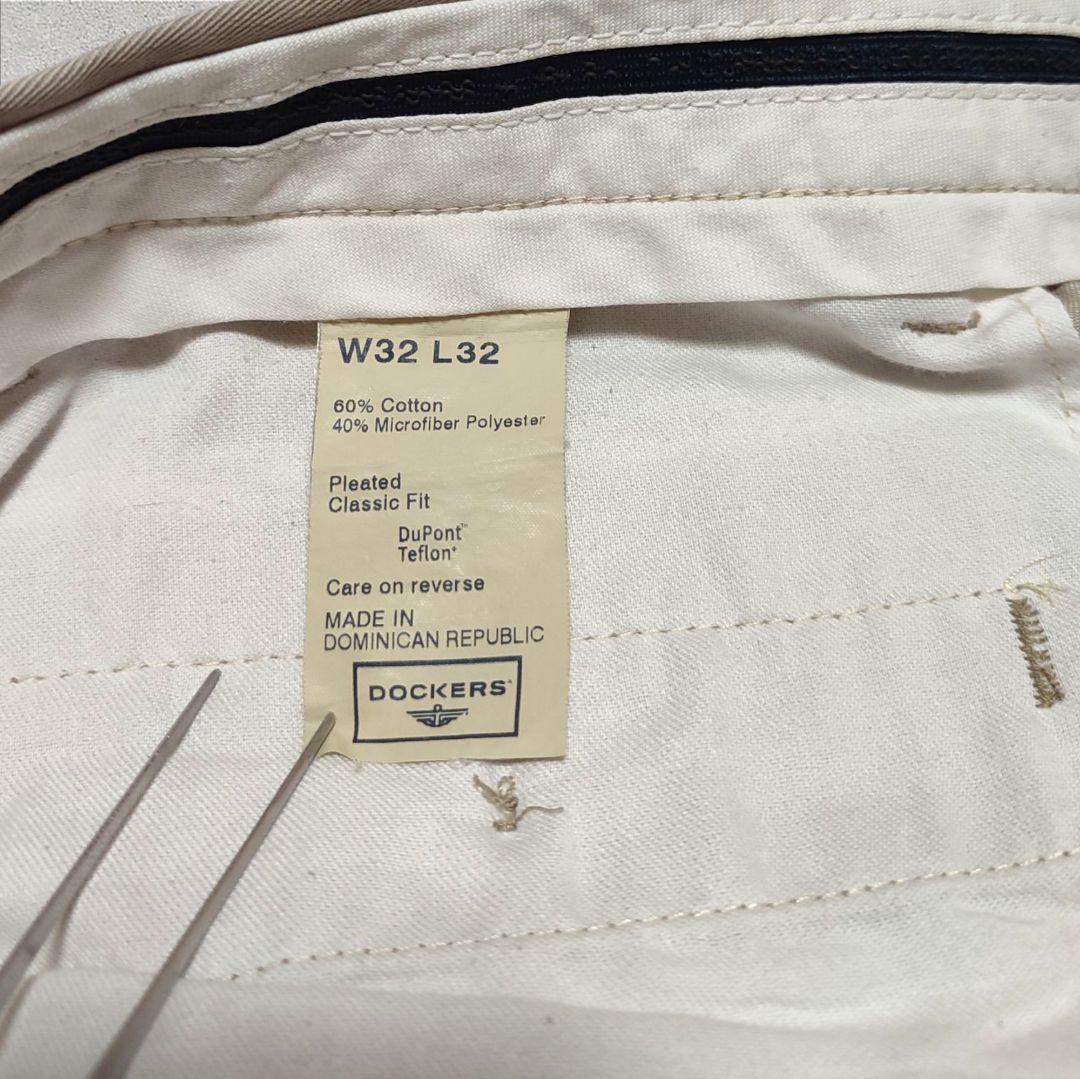 W32 L32
60% Cotton
40% Microfiber Polyester
Pleated
Classic Fit
DuPont™
Teflon®
Care on reverse
MADE IN
DOMINICAN REPUBLIC
DOCKERS®